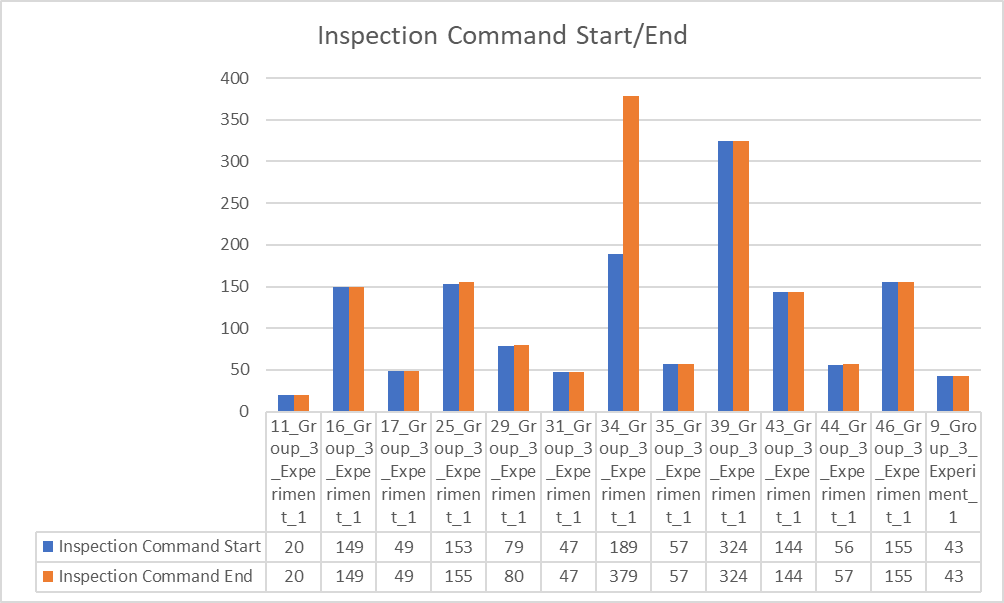 Inspection Command Start/End
400
350
300
250
200
150
100
50
0
11_Gr
oup_3
_Expe
rimen
t_1
16_Gr
oup_3
_Expe
rimen
t_1
17_Gr
oup_3
_Expe
rimen
t_1
25_Gr
oup_3
_Expe
rimen
t_1
29_Gr
oup_3
_Expe
rimen
t_1
31_Gr
oup_3
_Expe
rimen
t_1
34_Gr
oup_3
_Expe
rimen
t_1
35_Gr
oup_3
_Expe
rimen
t_1
39_Gr
oup_3
_Expe
rimen
t_1
43_Gr
oup_3
_Expe
rimen
t_1
44_Gr
oup_3
_Expe
rimen
t_1
46_Gr
oup_3
_Expe
rimen
t_1
9_Gro
up_3_
Experi
ment_
1
Inspection Command Start 20 149 49 153 79 47 189 57 324 144 56 155 43
Inspection Command End 20 149 49 155 80 47 379 57 324 144 57 155 43